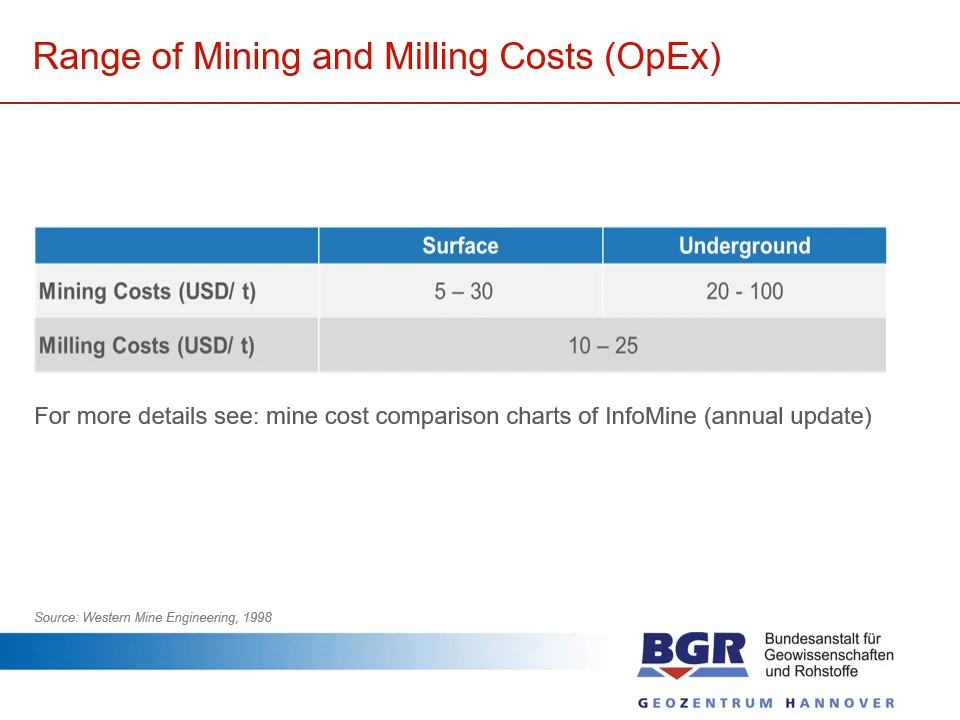 Range of Mining and Milling Costs (OpEx)
Surface Underground
Mining Costs (USD/ t) 5 – 30 20 - 100
Milling Costs (USD/ t) 10 – 25
For more details see: mine cost comparison charts of InfoMine (annual update)
Source: Western Mine Engineering, 1998
BGR
Bundesanstalt für
Geowissenschaften
und Rohstoffe
GEOZENTRUM HANNOVER